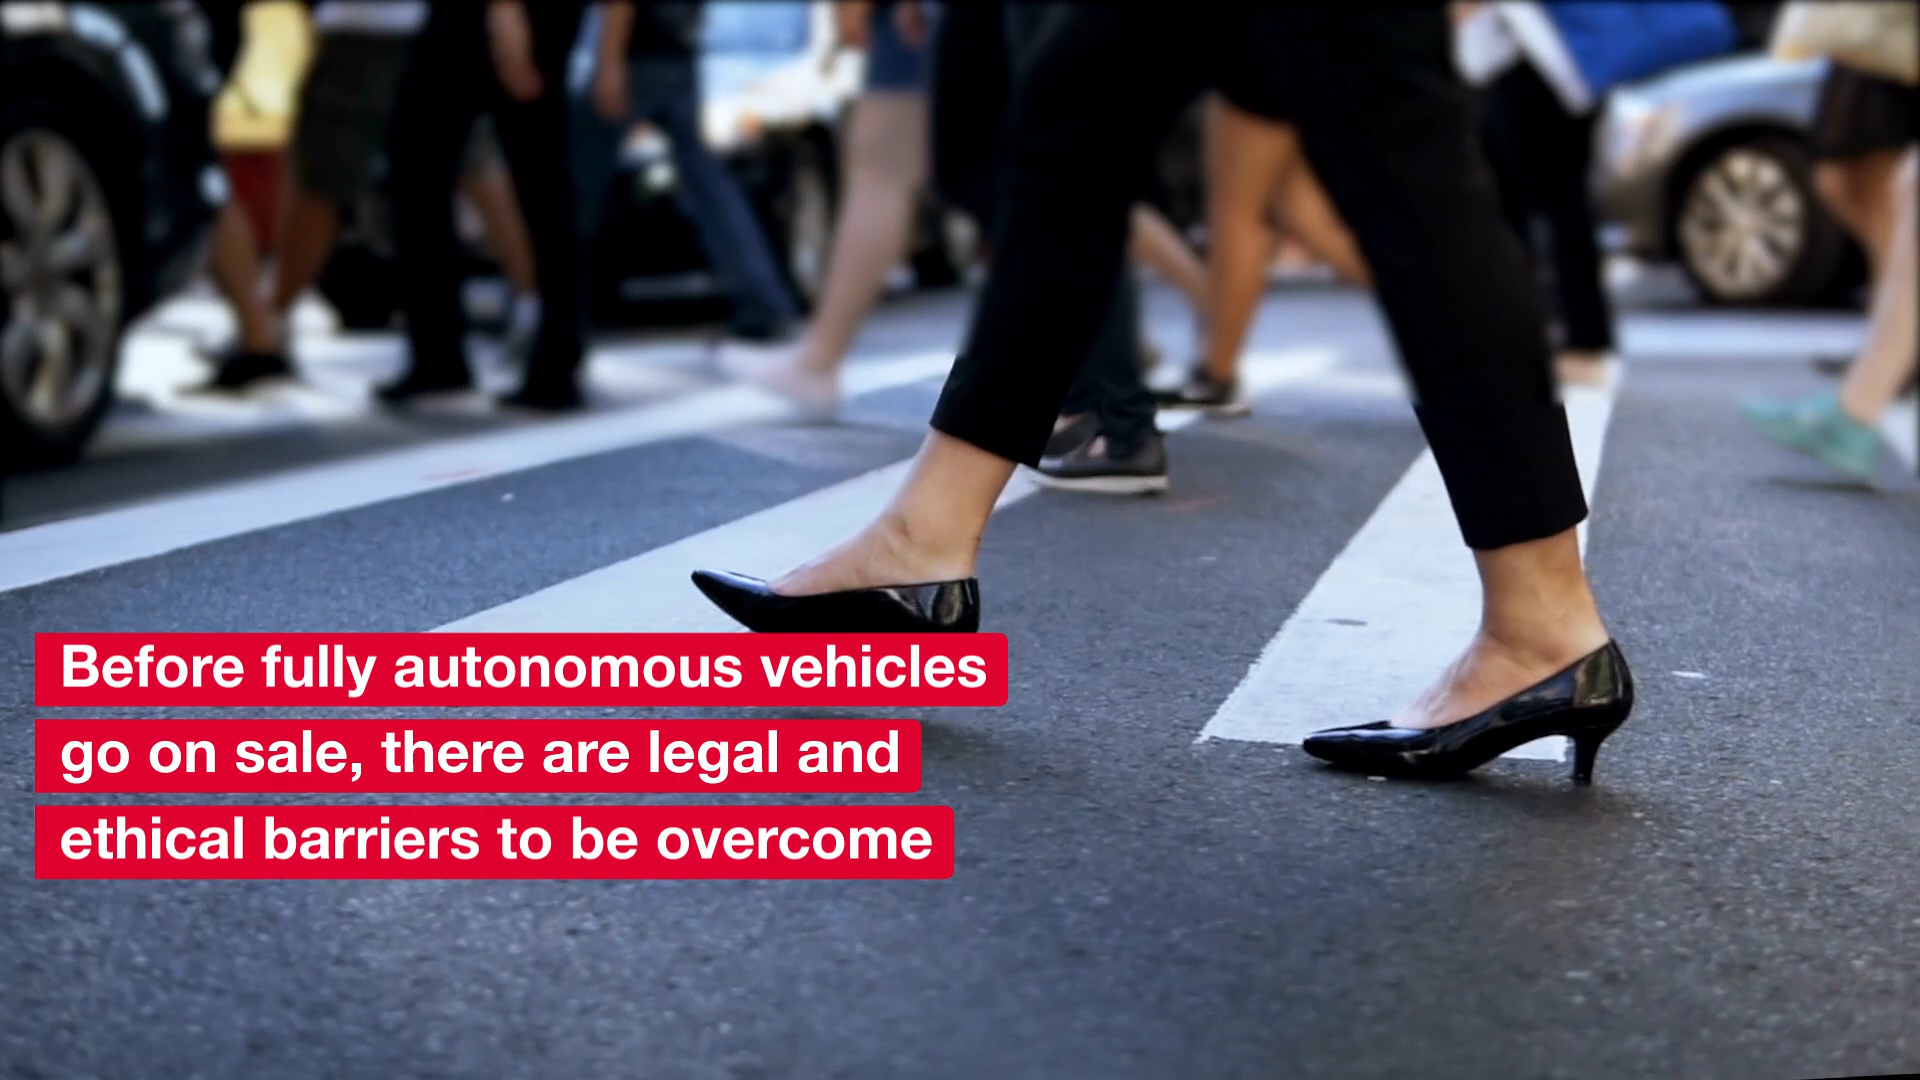 Before fully autonomous vehicles
go on sale, there are legal and
ethical barriers to be overcome